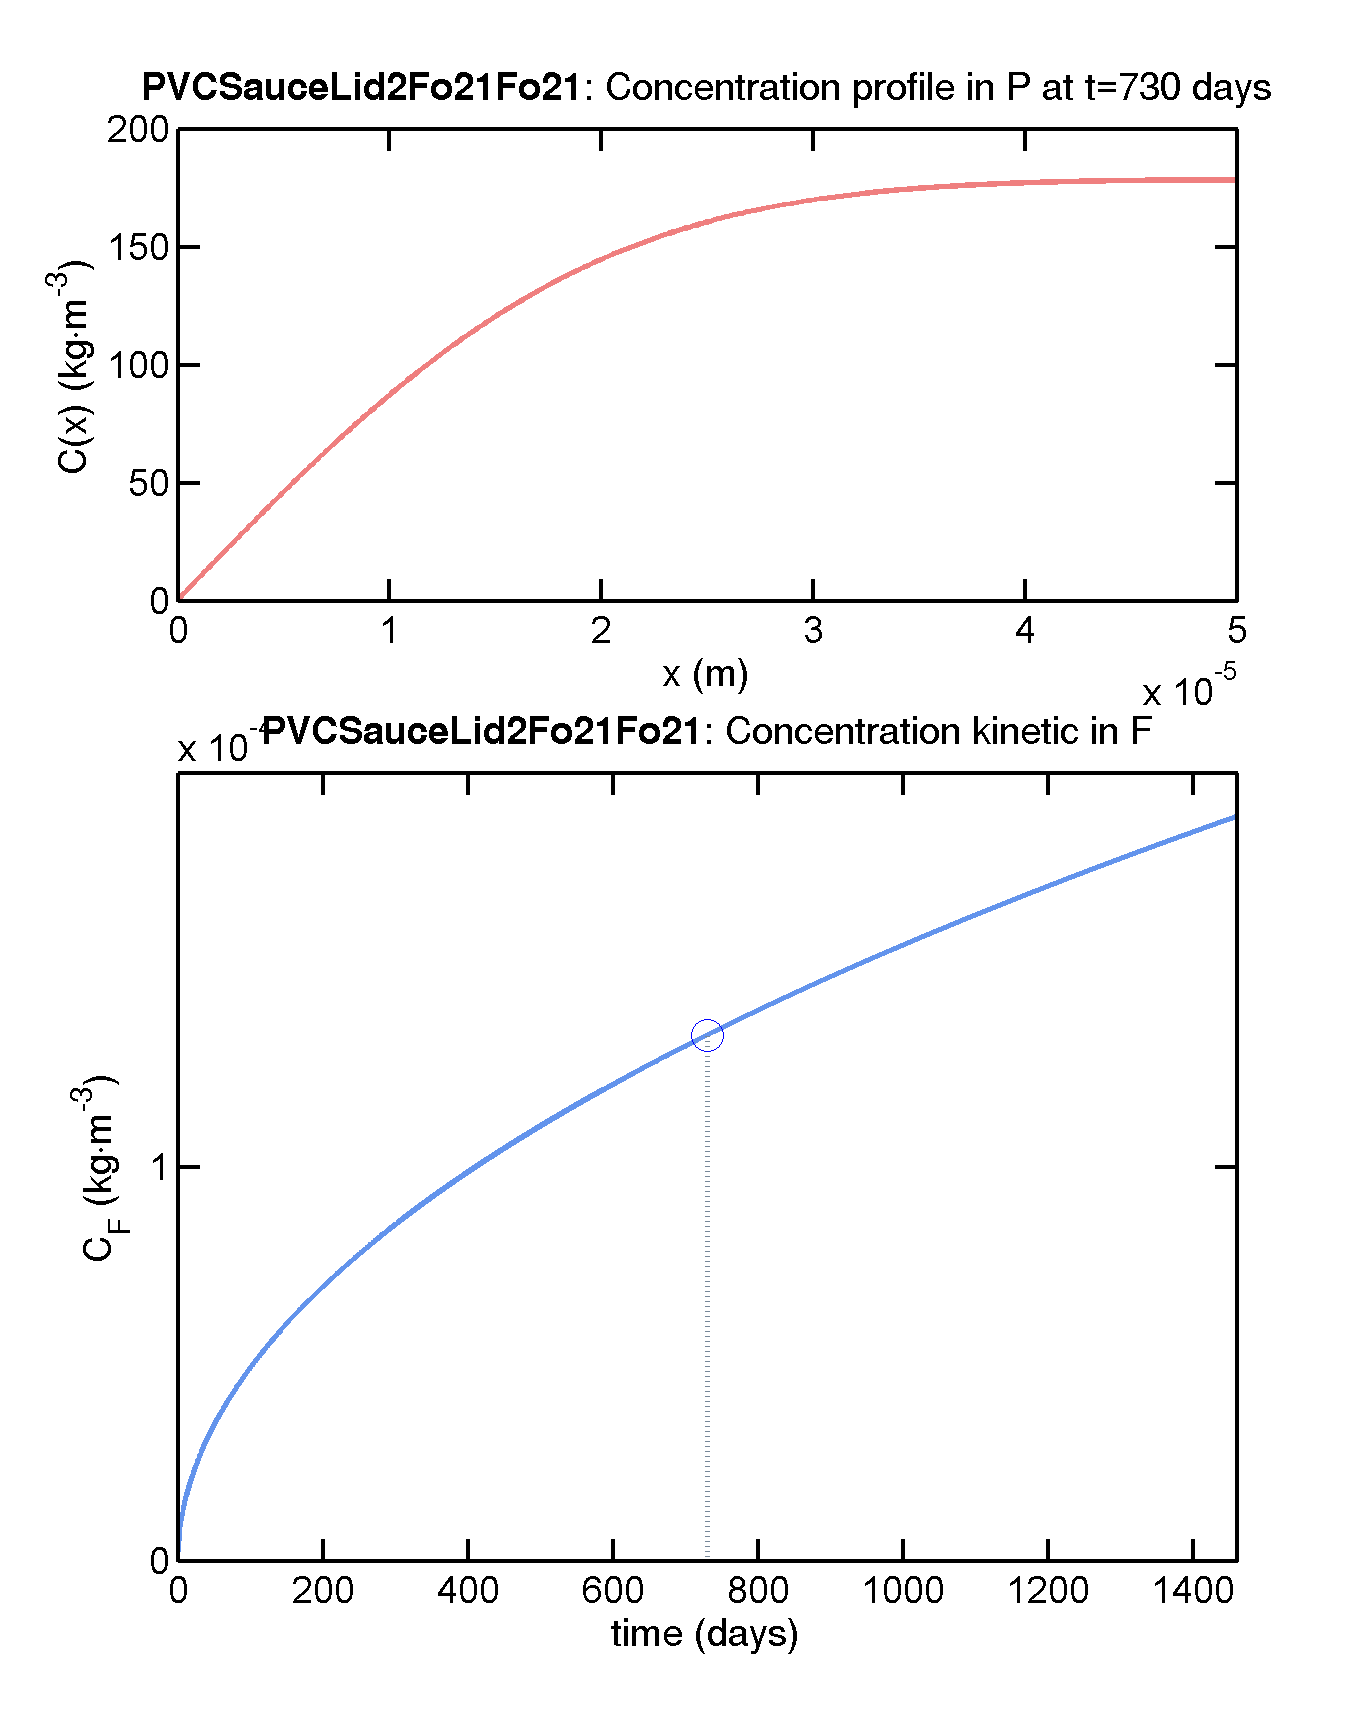 PVCSauceLid2Fo21Fo21: Concentration profile in P at t=730 days
200
150
100
50
0
C(x) (kg·m-3)
0 1 2 3 4 5
x (m)
x 10-5
PVCSauceLid2Fo21Fo21: Concentration kinetic in F
x 10-4
1
0
CF (kg·m-3)
0 200 400 600 800 1000 1200 1400
time (days)